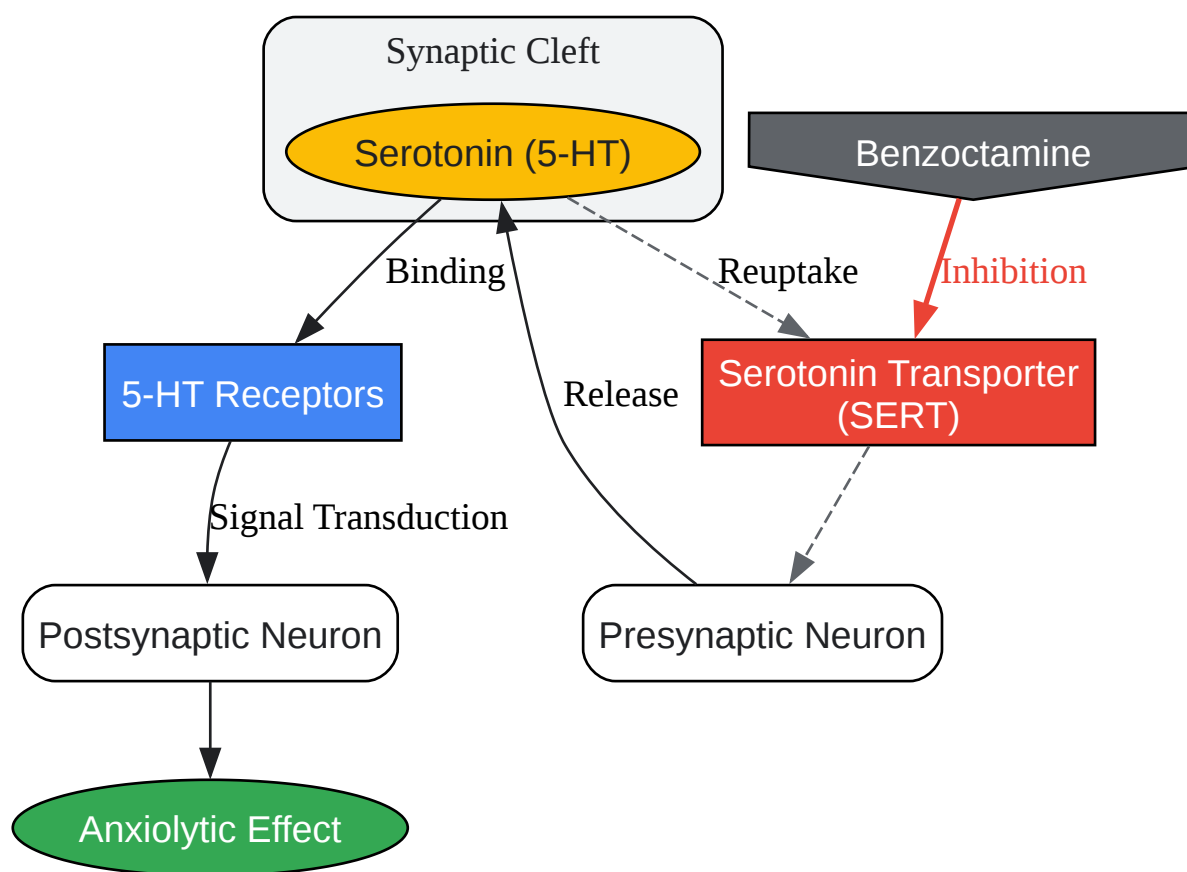 Synaptic Cleft
Serotonin (5-HT)
Benzoctamine
Binding
Reuptake
Inhibition
5-HT Receptors
Release
Serotonin Transporter
(SERT)
Signal Transduction
Postsynaptic Neuron
Presynaptic Neuron
Anxiolytic Effect